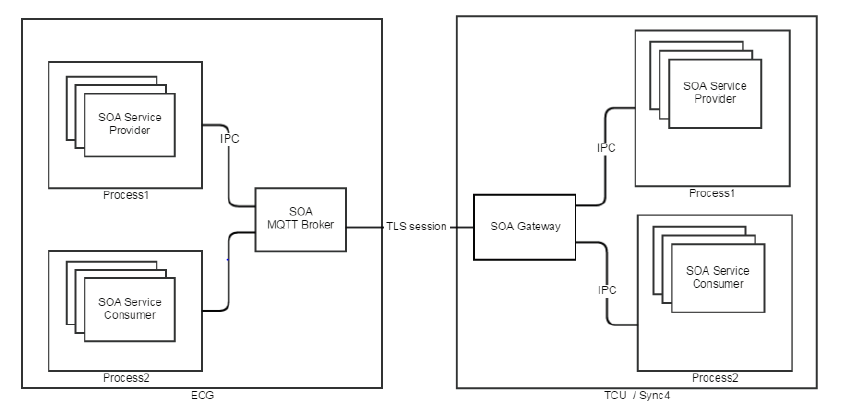 SOA Service
Provider
IPC
Process1
SOA
MQTT Broker
SOA Service
Consumer
Process2
ECG
TLS session
SOA Gateway
SOA Service
Provider
IPC
Process1
IPC
SOA Service
Consumer
Process2
TCU / Sync4